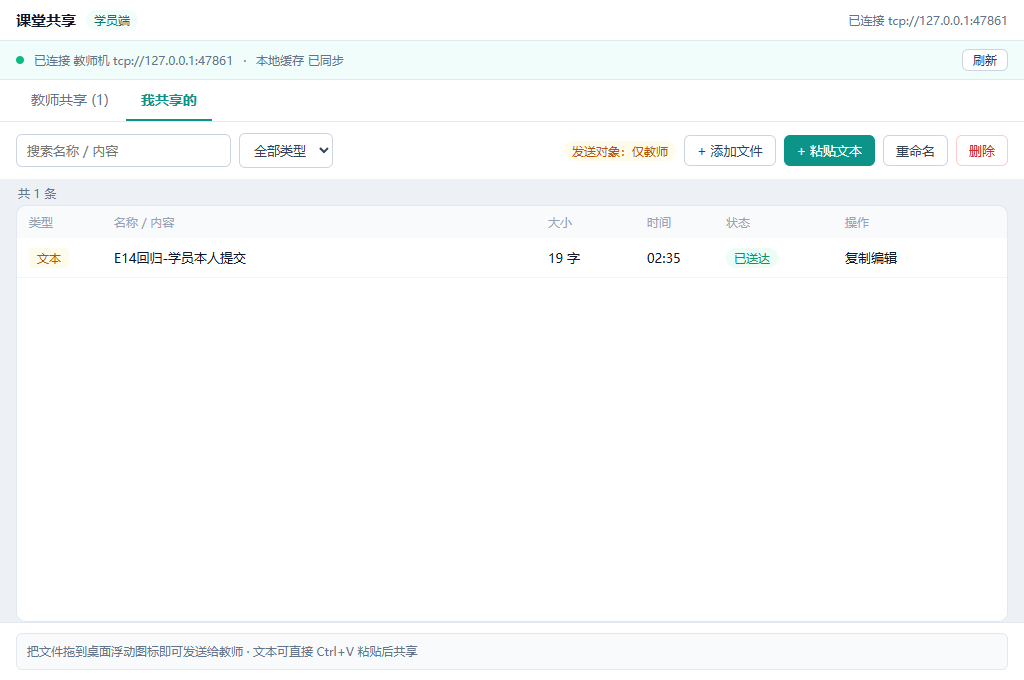 课堂共享 学员端 已连接 tcp://127.0.0.1:47861
已连接 教师机 tcp://127.0.0.1:47861 · 本地缓存 已同步 刷新
教师共享 (1) 我共享的
搜索名称 / 内容 全部类型 发送对象：仅教师 + 添加文件 + 粘贴文本 重命名 删除
共 1 条
类型 名称 / 内容 大小 时间 状态 操作
文本 E14回归-学员本人提交 19 字 02:35 已送达 复制编辑
把文件拖到桌面浮动图标即可发送给教师 · 文本可直接 Ctrl+V 粘贴后共享